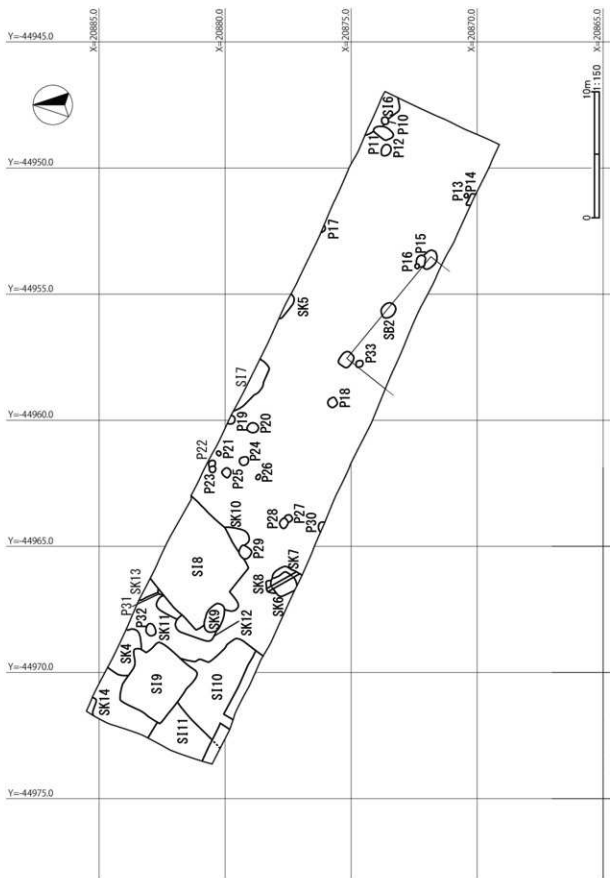 X=20885.0
X=20880.0
X=20875.0
X=20870.0
X=20865.0
Y=-44945.0
Y=-44950.0
Y=-44955.0
Y=-44960.0
Y=-44965.0
Y=-44970.0
Y=-44975.0
0
10m
1:150
SI6
P10
P11
P12
P13
P14
P17
P15
P16
SB2
SK5
P33
P18
SI7
P19
P20
P21
P22
P23
P24
P25
P26
SK10
P27
P28
P29
P30
SI8
SK7
SK8
SK6
SK13
P31
P32
SK11
SK9
SK12
SK4
SK14
SI9
SI10
SI11